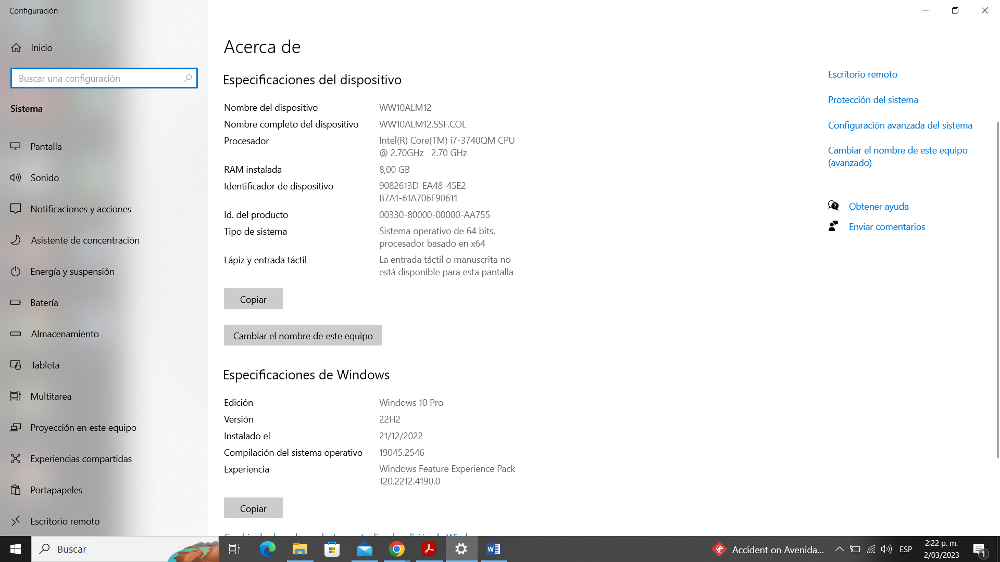 Configuración
Inicio
Buscar una configuración
Sistema
Pantalla
Sonido
Notificaciones y acciones
Asistente de concentración
Energía y suspensión
Batería
Almacenamiento
Tableta
Multitarea
Proyección en este equipo
Experiencias compartidas
Portapapeles
Escritorio remoto
Acerca de
Especificaciones del dispositivo
Nombre del dispositivo WW10ALM12
Nombre completo del dispositivo WW10ALM12.SSF.COL
Procesador Intel(R) Core(TM) i7-3740QM CPU
@ 2.70GHz 2.70 GHz
RAM instalada 8,00 GB
Identificador de dispositivo 9082613D-EA48-45E2-
B7A1-61A706F90611
Id. del producto 00330-80000-00000-AA755
Tipo de sistema Sistema operativo de 64 bits,
procesador basado en x64
Lápiz y entrada táctil La entrada táctil o manuscrita no
está disponible para esta pantalla
Copiar
Cambiar el nombre de este equipo
Especificaciones de Windows
Edición Windows 10 Pro
Versión 22H2
Instalado el 21/12/2022
Compilación del sistema operativo 19045.2546
Experiencia Windows Feature Experience Pack
120.2212.4190.0
Copiar
Escritorio remoto
Protección del sistema
Configuración avanzada del sistema
Cambiar el nombre de este equipo
(avanzado)
Obtener ayuda
Enviar comentarios
Buscar
Accident on Avenida...
ESP
2:22 p. m.
2/03/2023
1